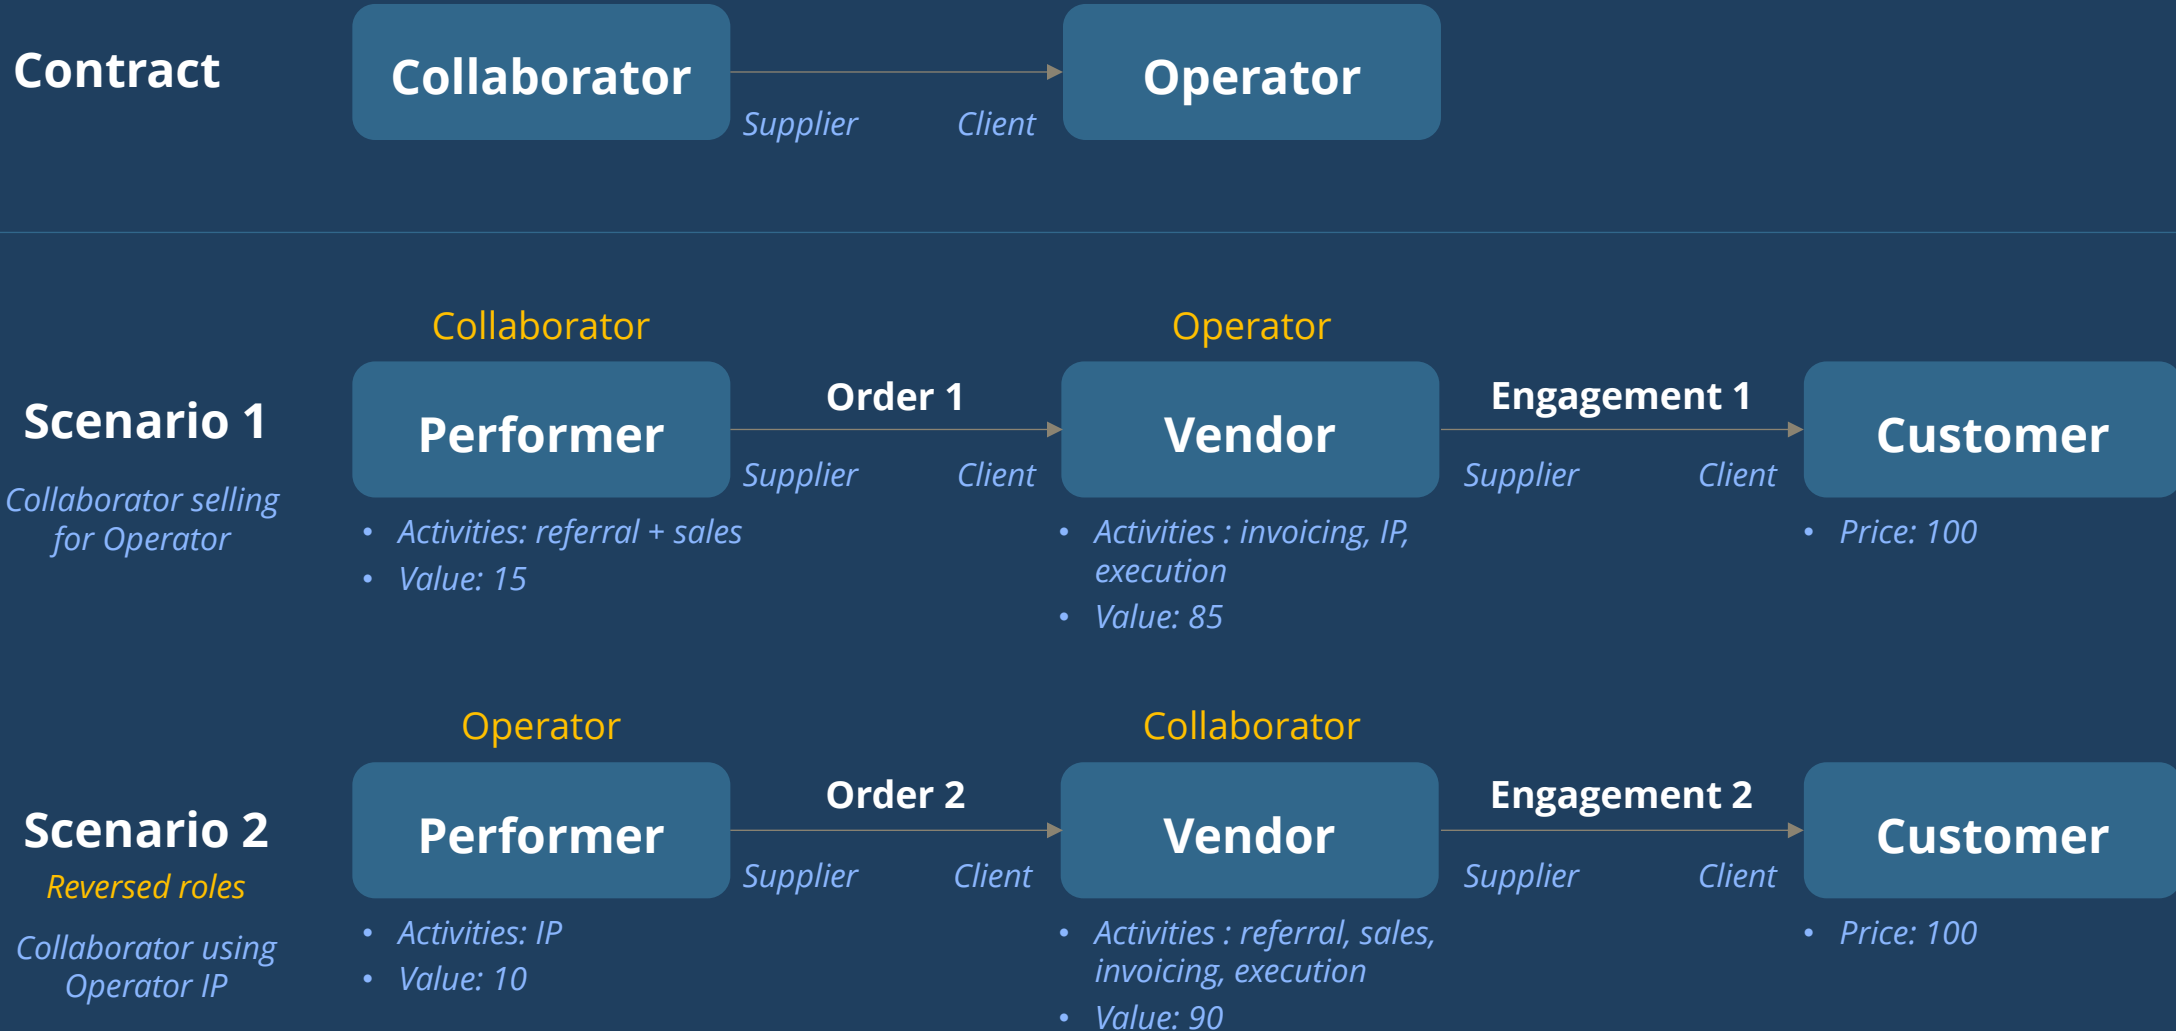 Contract
Collaborator
Operator
Supplier
Client
Scenario 1
Collaborator selling
for Operator
Collaborator
Performer
• Activities: referral + sales
• Value: 15
Order 1
Supplier
Client
Operator
Vendor
• Activities : invoicing, IP,
execution
• Value: 85
Engagement 1
Supplier
Client
Customer
• Price: 100
Scenario 2
Reversed roles
Collaborator using
Operator IP
Operator
Performer
• Activities: IP
• Value: 10
Order 2
Supplier
Client
Collaborator
Vendor
• Activities : referral, sales,
invoicing, execution
• Value: 90
Engagement 2
Supplier
Client
Customer
• Price: 100